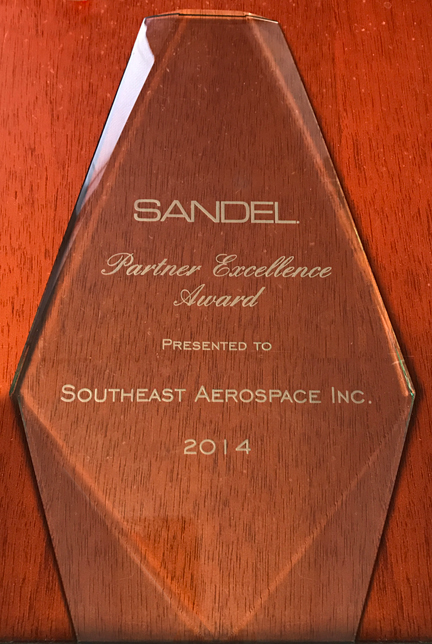 SANDEL
Partner Excellence
Award
PRESENTED TO
SOUTHEAST AEROSPACE INC.
2014